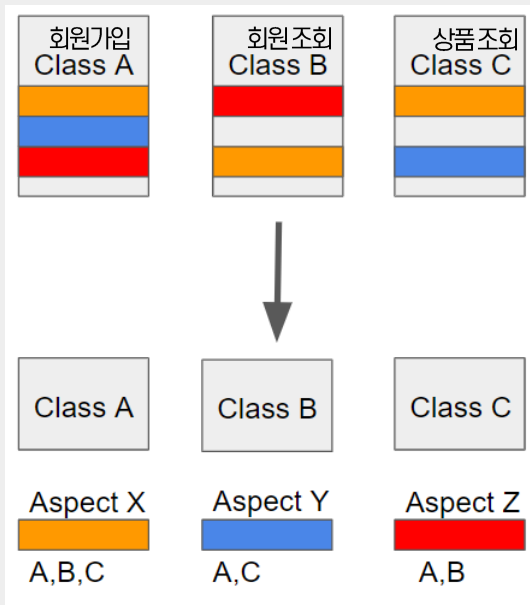 회원가입
Class A
회원조회
Class B
상품조회
Class C
Class A
Class B
Class C
Aspect X
A,B,C
Aspect Y
A,C
Aspect Z
A,B